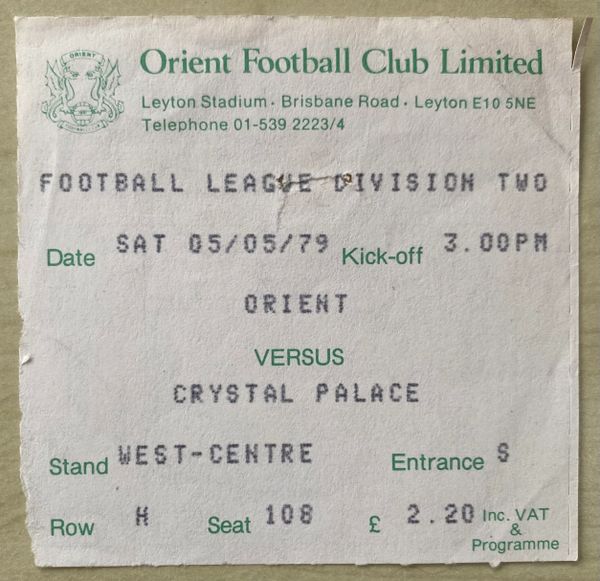 ORIENT
Orient Football Club Limited
Leyton Stadium · Brisbane Road · Leyton E10 5NE
Telephone 01-539 2223/4
FOOTBALL LEAGUE DIVISION TWO
Date SAT 05/05/79 Kick-off 3.00PM
ORIENT
VERSUS
CRYSTAL PALACE
Stand WEST-CENTRE Entrance S
Row H Seat 108 £ 2.20 Inc. VAT
&
Programme